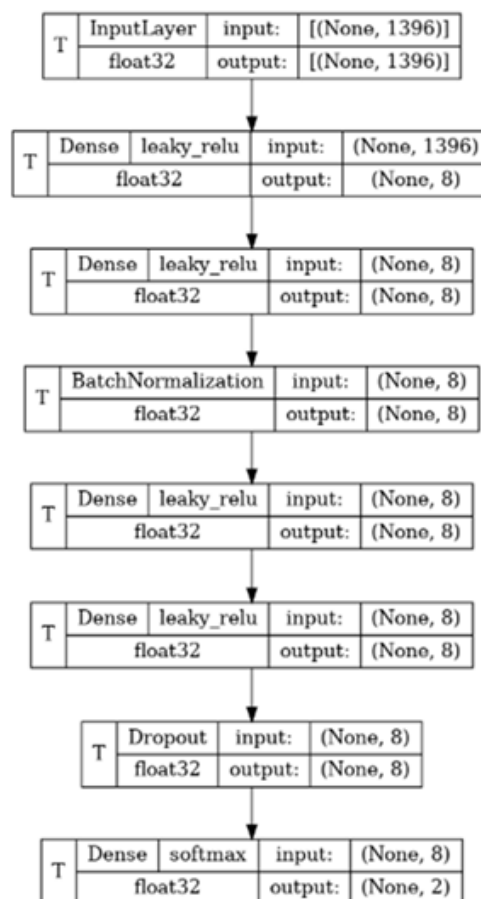 T InputLayer input: [(None, 1396)]
float32 output: [(None, 1396)]
T Dense leaky_relu input: (None, 1396)
float32 output: (None, 8)
T Dense leaky_relu input: (None, 8)
float32 output: (None, 8)
T BatchNormalization input: (None, 8)
float32 output: (None, 8)
T Dense leaky_relu input: (None, 8)
float32 output: (None, 8)
T Dense leaky_relu input: (None, 8)
float32 output: (None, 8)
T Dropout input: (None, 8)
float32 output: (None, 8)
T Dense softmax input: (None, 8)
float32 output: (None, 2)